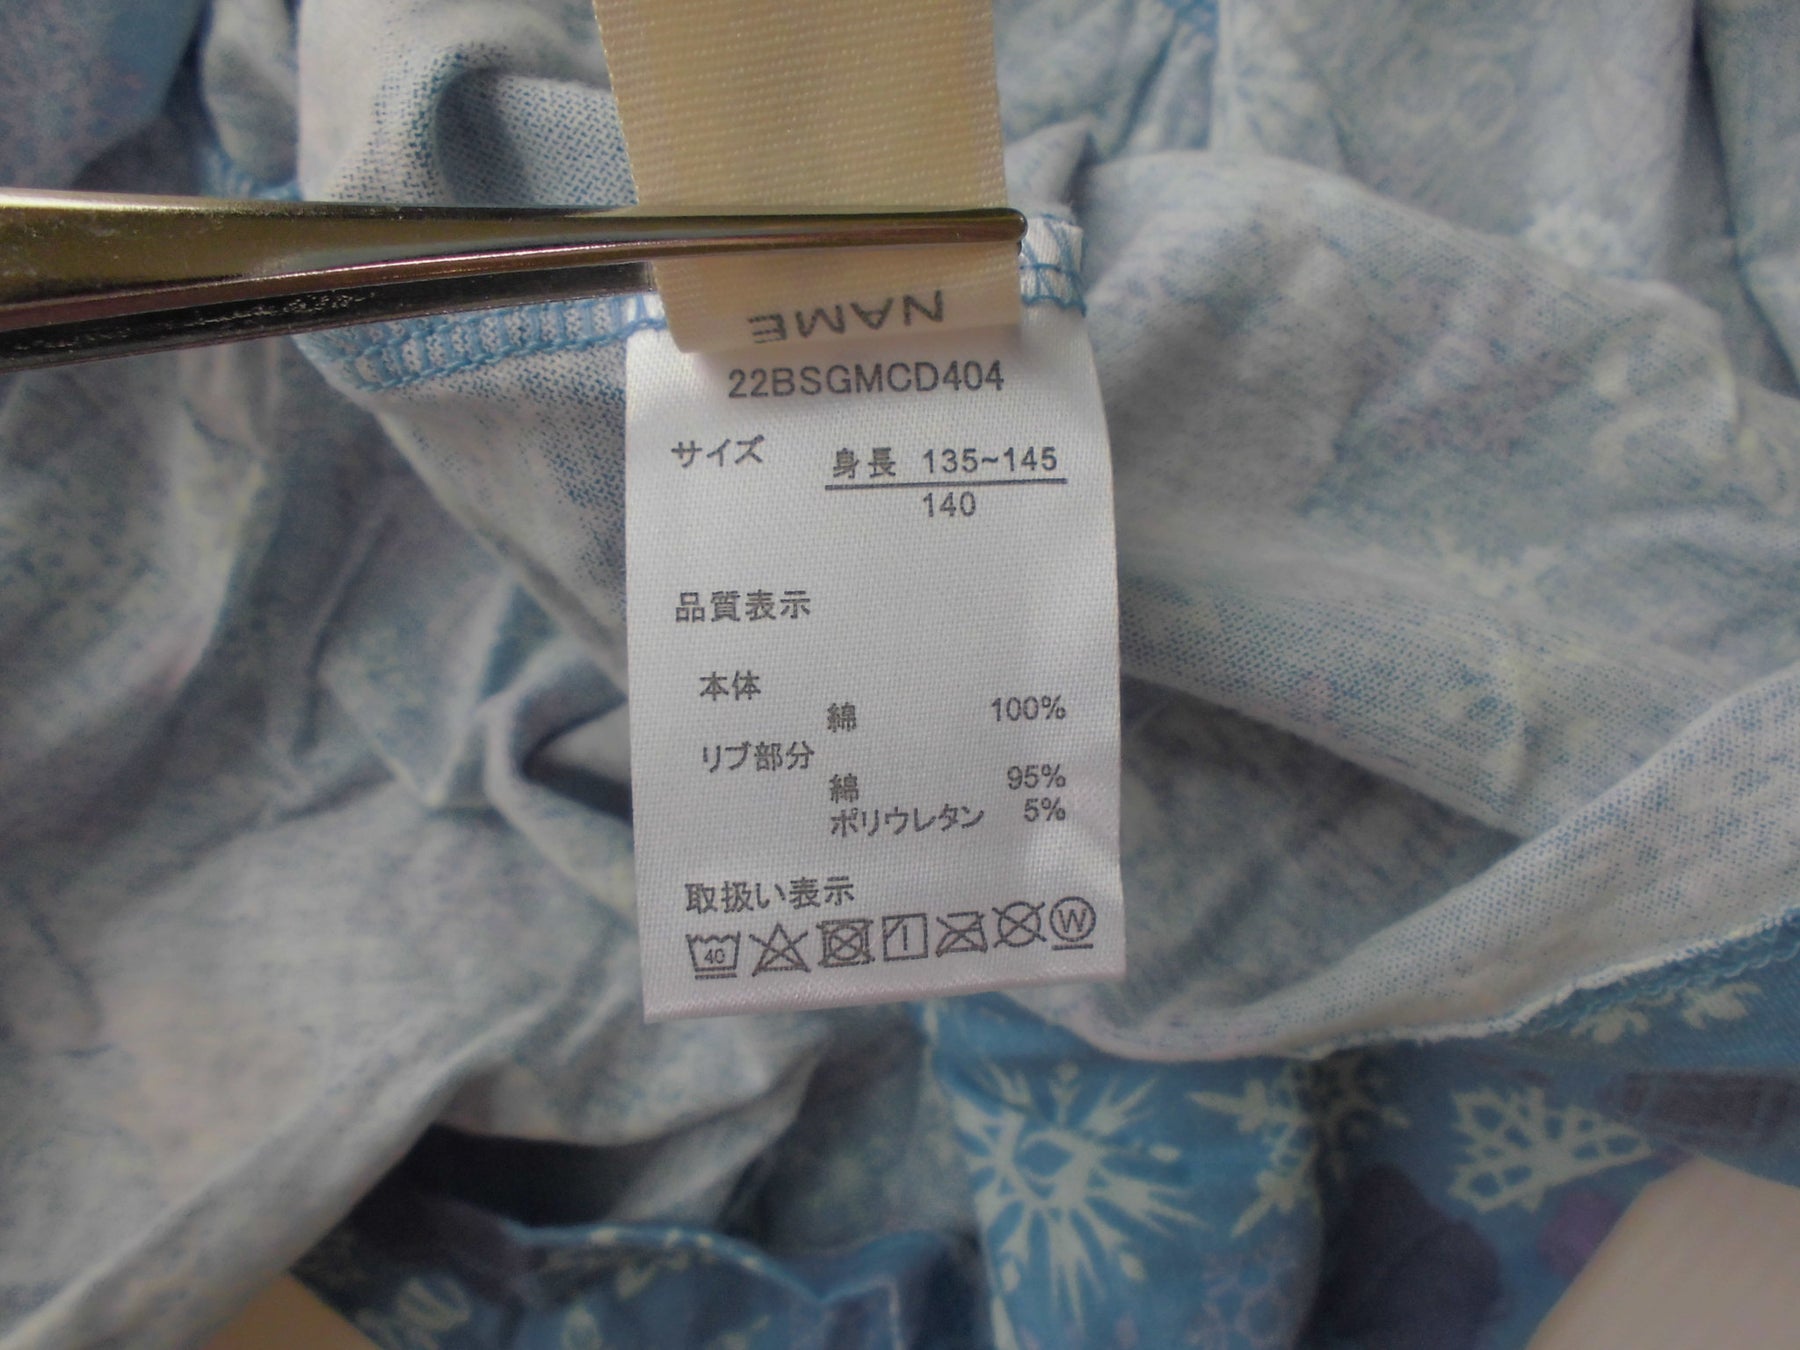 NAME
22BSGMCD404
サイズ
身長 135~145
140
品質表示
本体
綿 100%
リブ部分
綿 95%
ポリウレタン 5%
取扱い表示
40 W